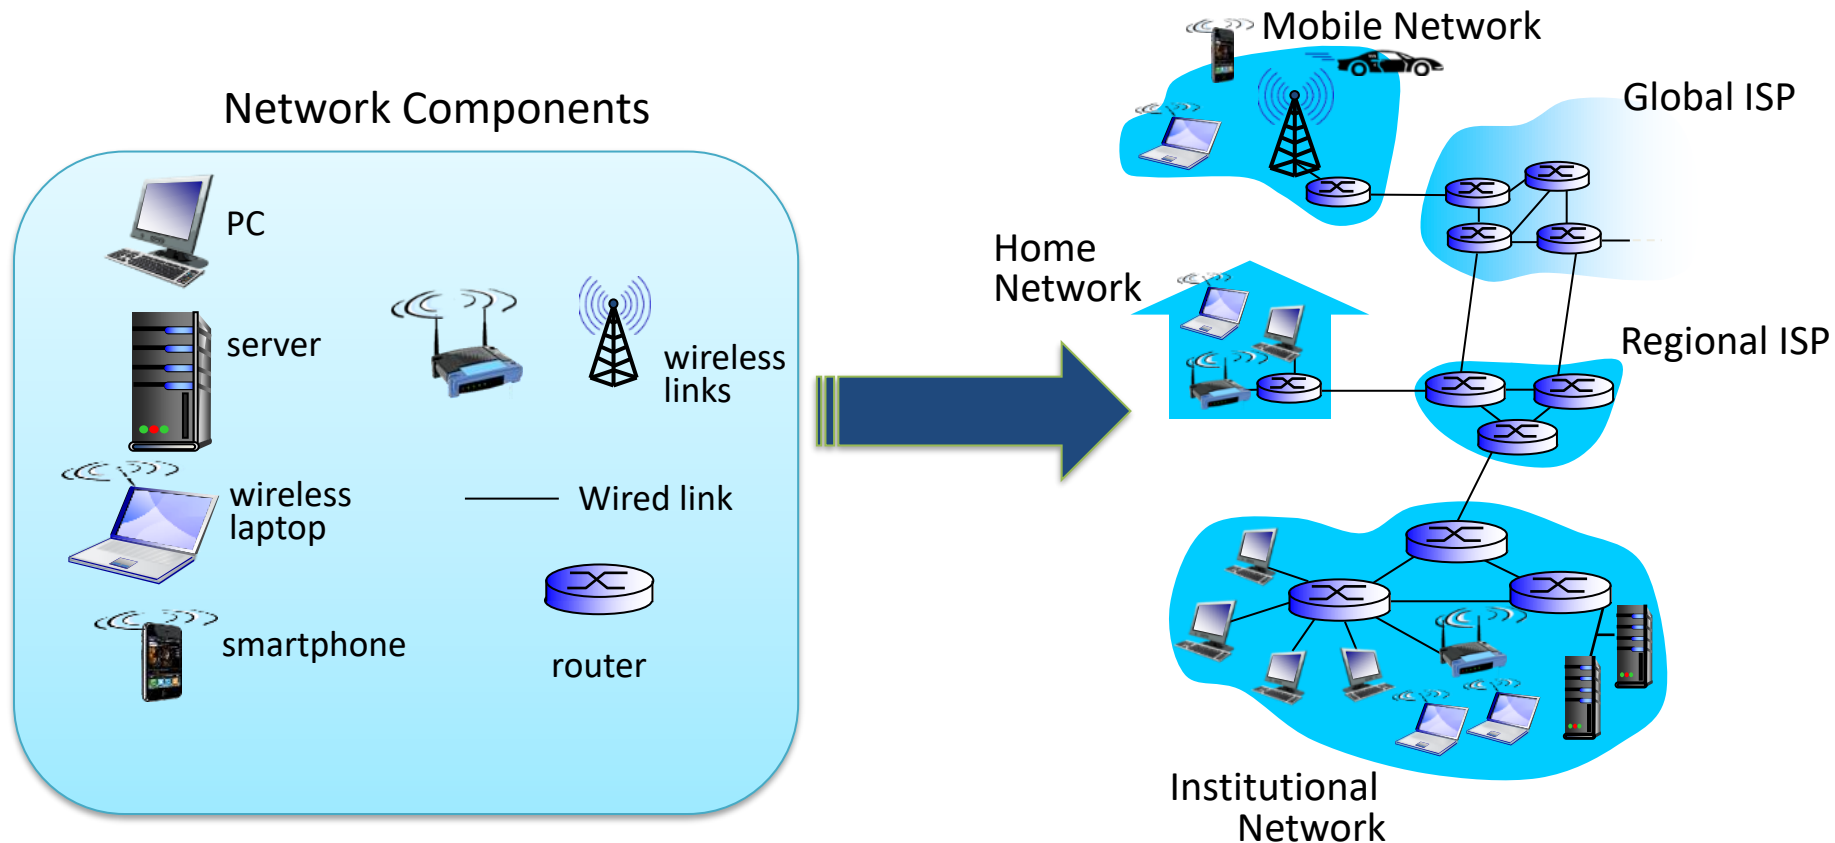 Network Components
PC
server
wireless
laptop
smartphone
wireless
links
Wired link
router
Mobile Network
Global ISP
Home
Network
Regional ISP
Institutional
Network